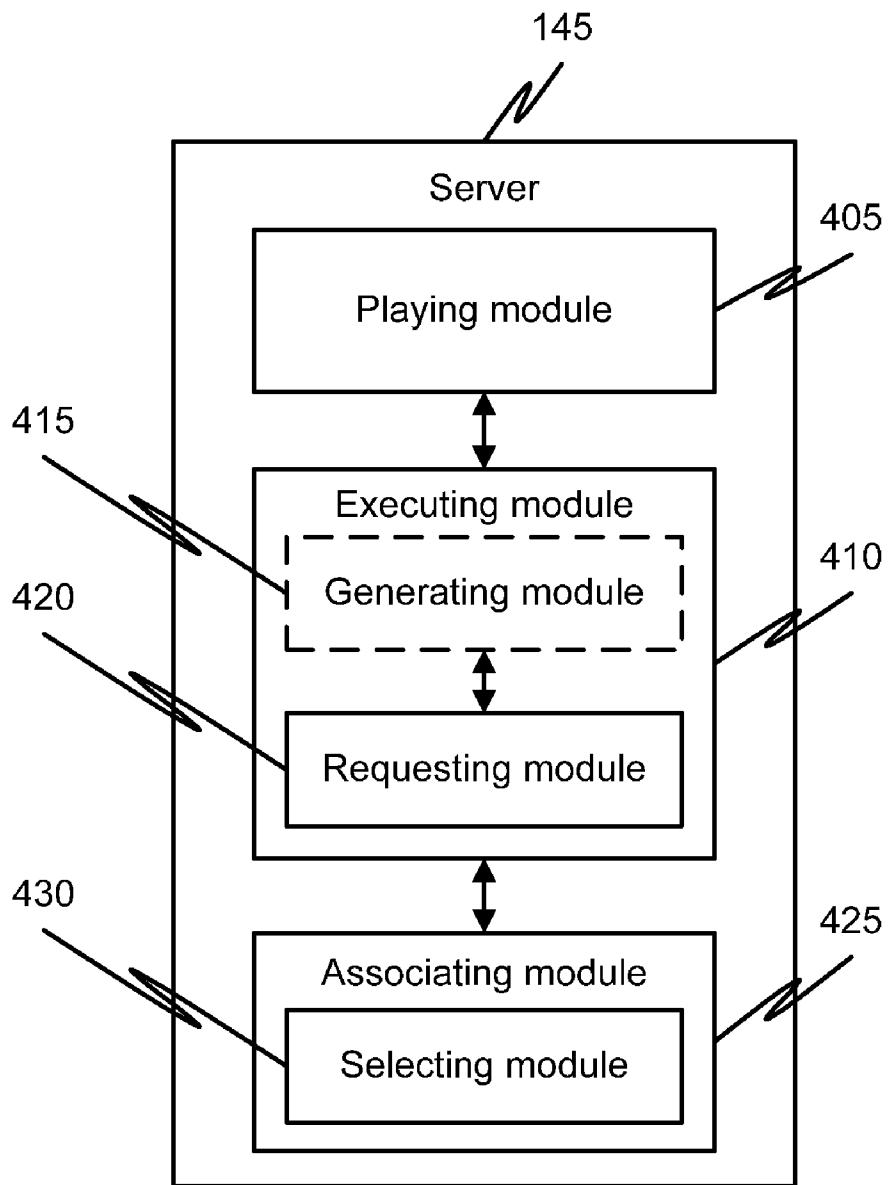 145
Server
405
Playing module
415
Executing module
410
Generating module
420
Requesting module
430
425
Associating module
Selecting module